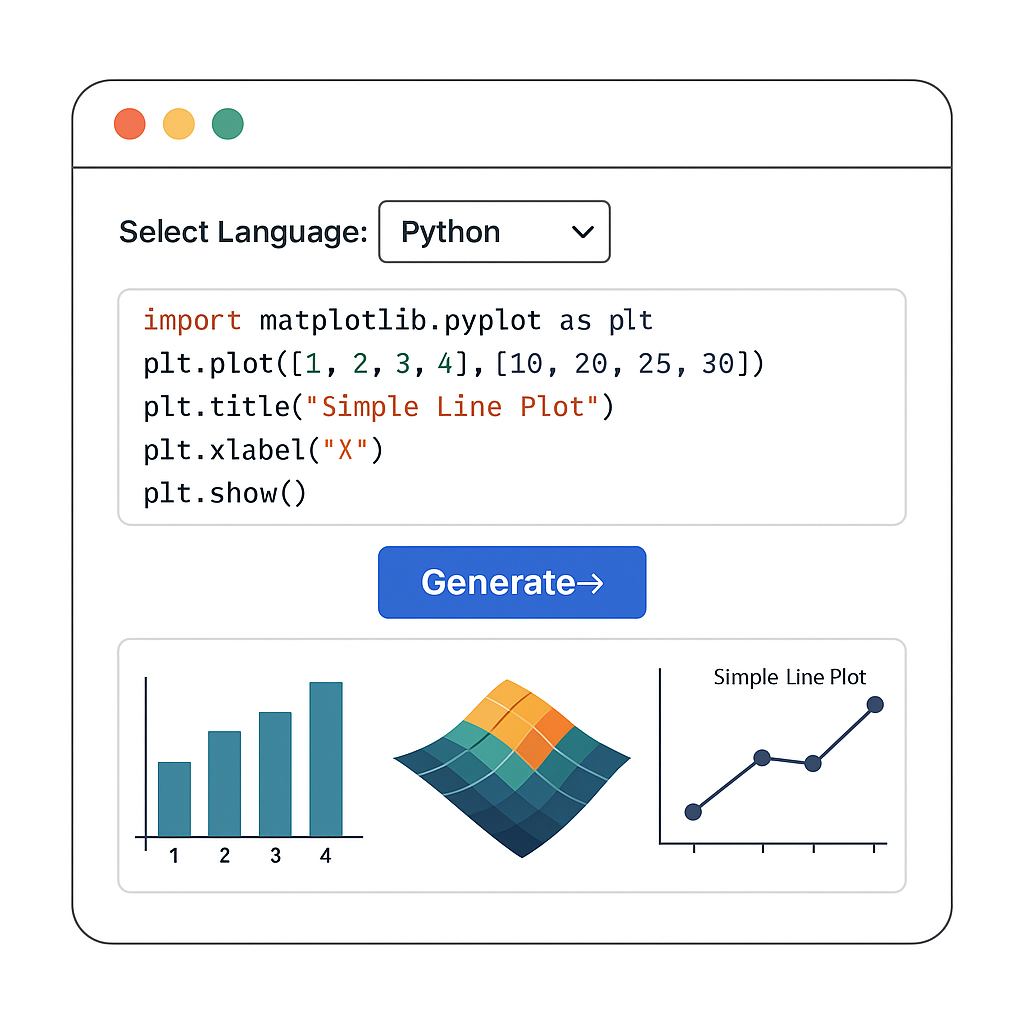 Select Language: Python
import matplotlib.pyplot as plt
plt.plot([1, 2, 3, 4],[10, 20, 25, 30])
plt.title("Simple Line Plot")
plt.xlabel("X")
plt.show()
Generate→
1 2 3 4
Simple Line Plot